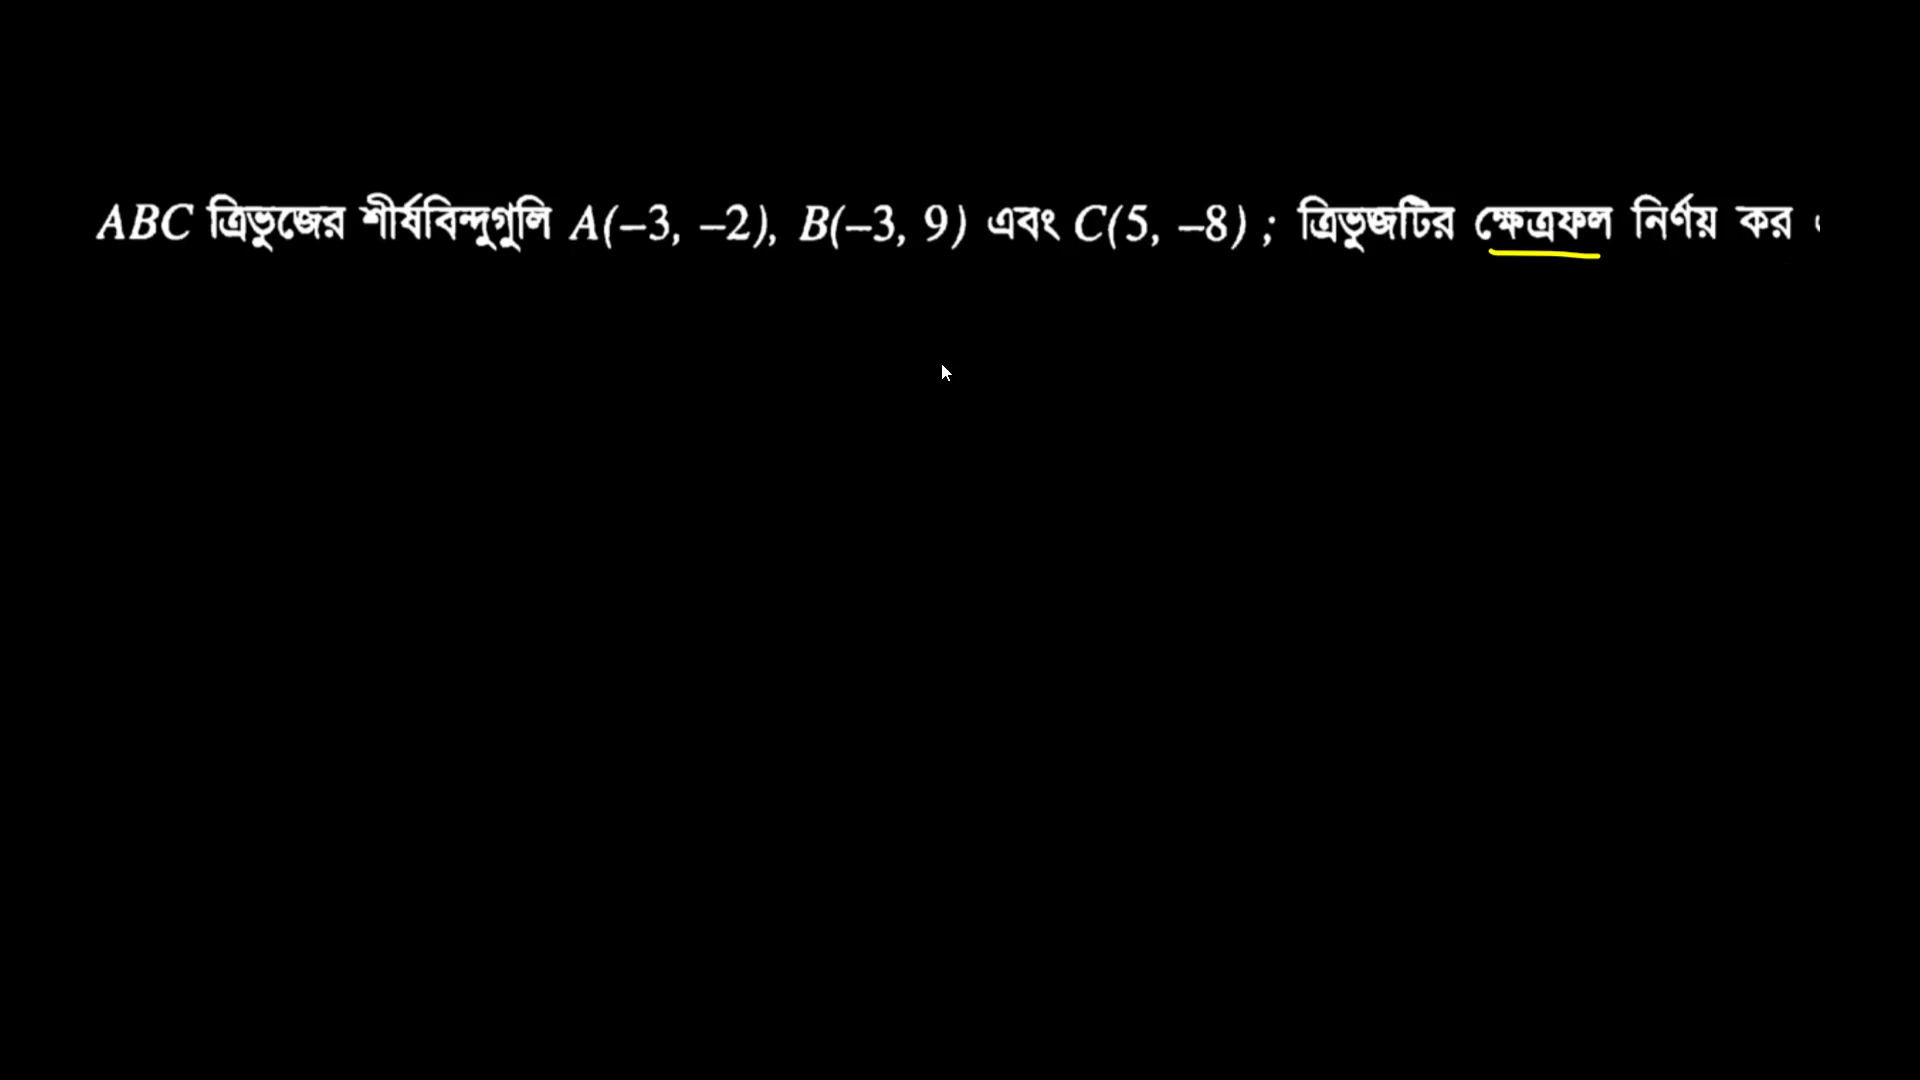 ABC ত্রিভুজের শীর্ষবিন্দুগুলি A(–3, –2), B(–3, 9) এবং C(5, –8) ; ত্রিভুজটির ক্ষেত্রফল নির্ণয় কর